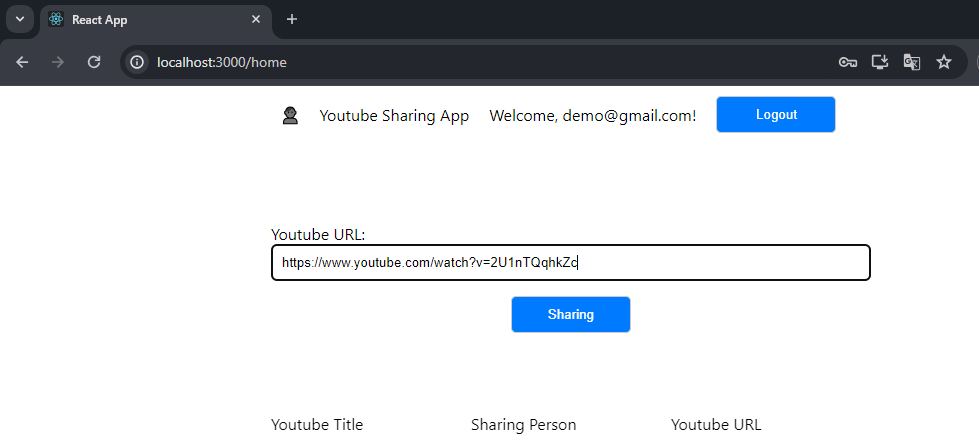 React App
localhost:3000/home
Youtube Sharing App Welcome, demo@gmail.com! Logout
Youtube URL:
https://www.youtube.com/watch?v=2U1nTQqhkZc
Sharing
Youtube Title Sharing Person Youtube URL